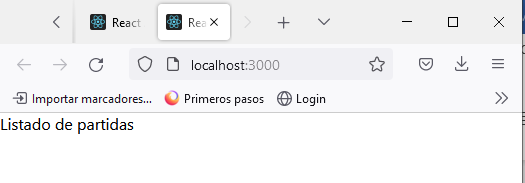 React
Rea
localhost:3000
Importar marcadores... Primeros pasos Login
Listado de partidas